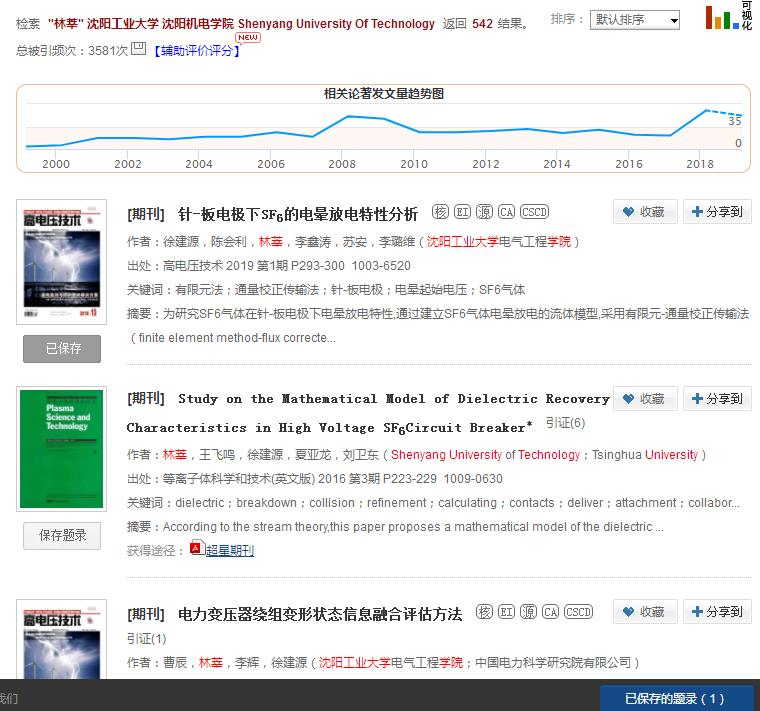 检索 "林莘" 沈阳工业大学 沈阳机电学院 Shenyang University Of Technology 返回 542 结果。
排序： 默认排序
可视化
总被引频次：3581次 【辅助评价评分】
NEW
相关论著发文量趋势图
35
0
2000 2002 2004 2006 2008 2010 2012 2014 2016 2018
高电压技术
[期刊] 针-板电极下SF6的电晕放电特性分析 核 EI 源 CA CSCD
收藏 分享到
作者：徐建源，陈会利，林莘，李鑫涛，苏安，李璐维（沈阳工业大学电气工程学院）
出处：高电压技术 2019 第1期 P293-300 1003-6520
关键词：有限元法；通量校正传输法；针-板电极；电晕起始电压；SF6气体
摘要：为研究SF6气体在针-板电极下电晕放电特性,通过建立SF6气体电晕放电的流体模型,采用有限元-通量校正传输法
（finite element method-flux correcte...
已保存
Plasma
Science and
Technology
[期刊] Study on the Mathematical Model of Dielectric Recovery
收藏 分享到
Characteristics in High Voltage SF6Circuit Breaker* 引证(6)
作者：林莘，王飞鸣，徐建源，夏亚龙，刘卫东（Shenyang University of Technology；Tsinghua University）
出处：等离子体科学和技术(英文版) 2016 第3期 P223-229 1009-0630
关键词：dielectric；breakdown；collision；refinement；calculating；contacts；deliver；attachment；collabor...
摘要：According to the stream theory,this paper proposes a mathematical model of the dielectric ...
保存题录
获得途径： 超星期刊
高电压技术
[期刊] 电力变压器绕组变形状态信息融合评估方法 核 EI 源 CA CSCD
收藏 分享到
引证(1)
作者：曹辰，林莘，李辉，徐建源（沈阳工业大学电气工程学院；中国电力科学研究院有限公司）
我们
已保存的题录（1）